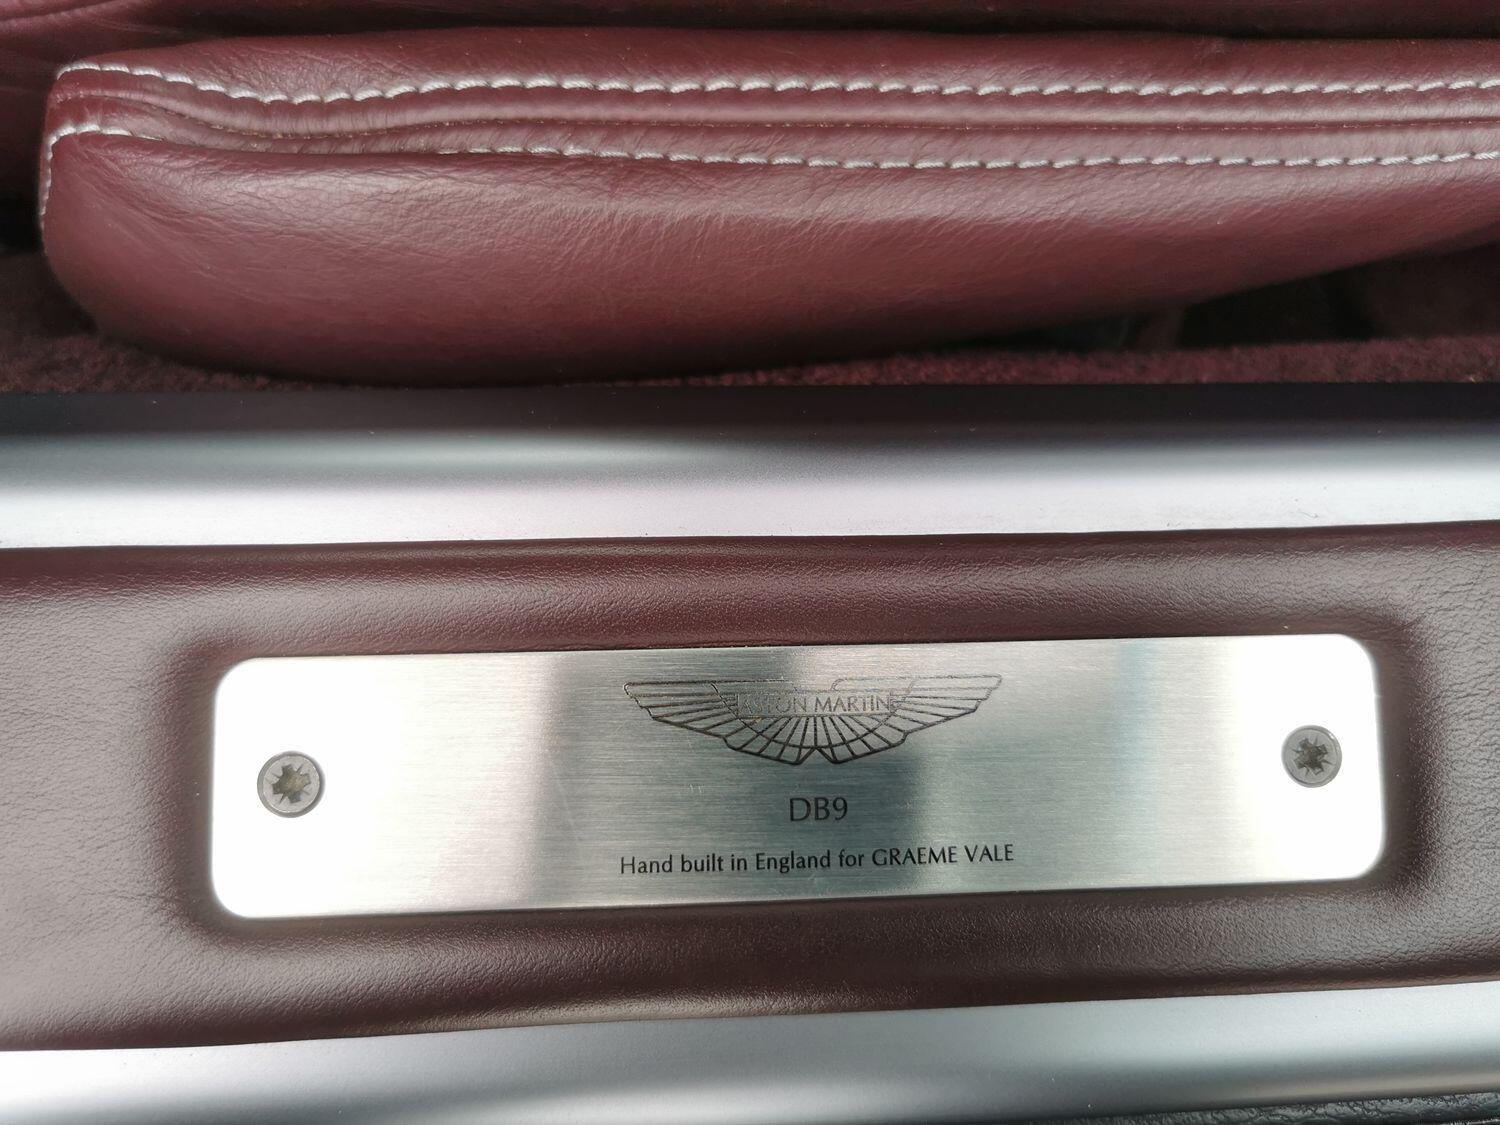 ASTON MARTIN
DB9
Hand built in England for GRAEME VALE